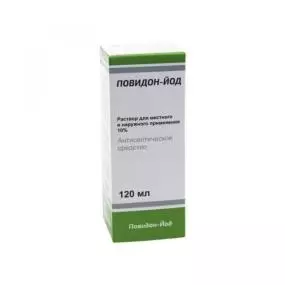 ПОВИДОН-ЙОД
Раствор для местного
и наружного применения
10%
Антисептическое
средство
120 мл
Повидон-Йод